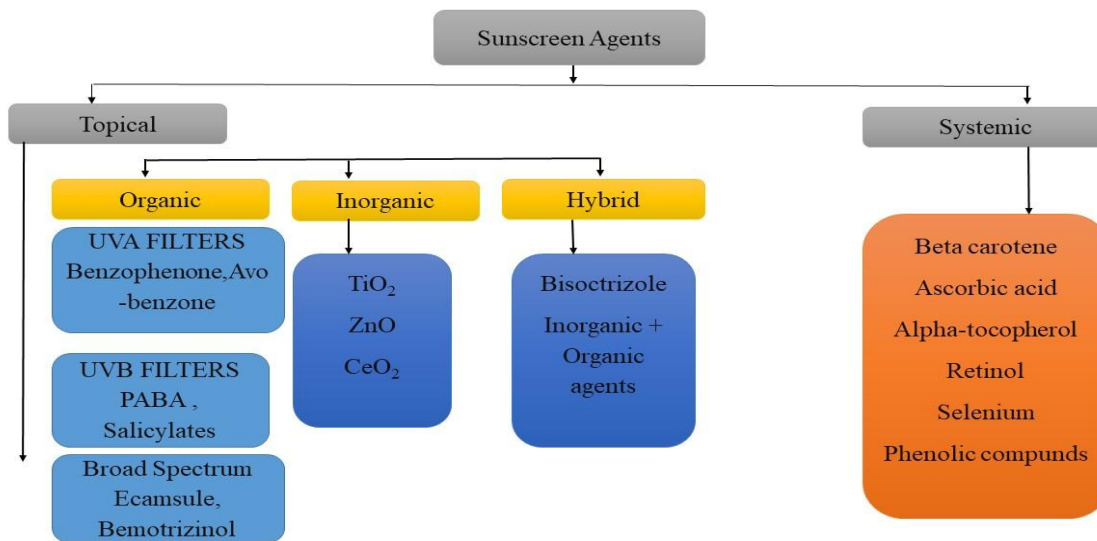 Sunscreen Agents
Topical
Systemic
Organic
Inorganic
Hybrid
UVA FILTERS
Benzophenone,Avo
-benzone
UVB FILTERS
PABA ,
Salicylates
Broad Spectrum
Ecamsule,
Bemotrizinol
TiO₂
ZnO
CeO₂
Bisoctrizole
Inorganic +
Organic
agents
Beta carotene
Ascorbic acid
Alpha-tocopherol
Retinol
Selenium
Phenolic compunds